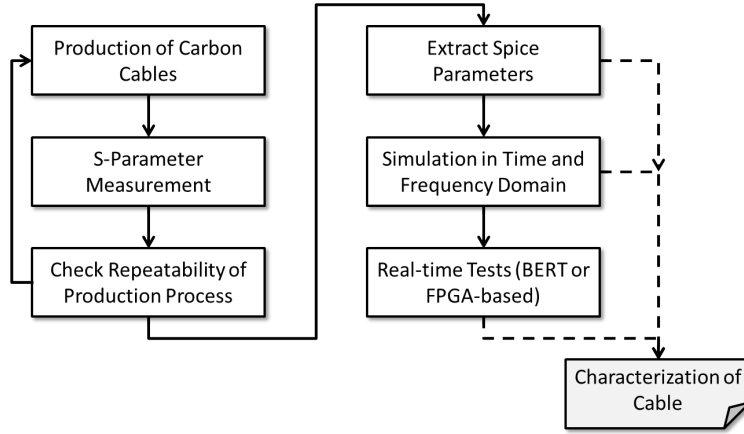 Production of Carbon
Cables
S-Parameter
Measurement
Check Repeatability of
Production Process
Extract Spice
Parameters
Simulation in Time and
Frequency Domain
Real-time Tests (BERT or
FPGA-based)
Characterization of
Cable